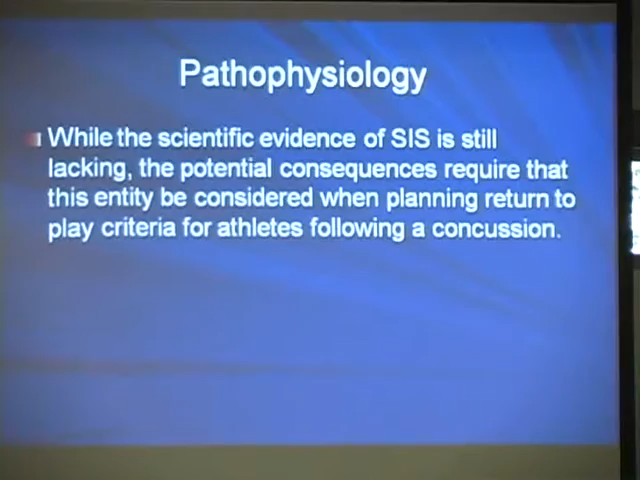 Pathophysiology
While the scientific evidence of SIS is still
lacking, the potential consequences require that
this entity be considered when planning return to
play criteria for athletes following a concussion.